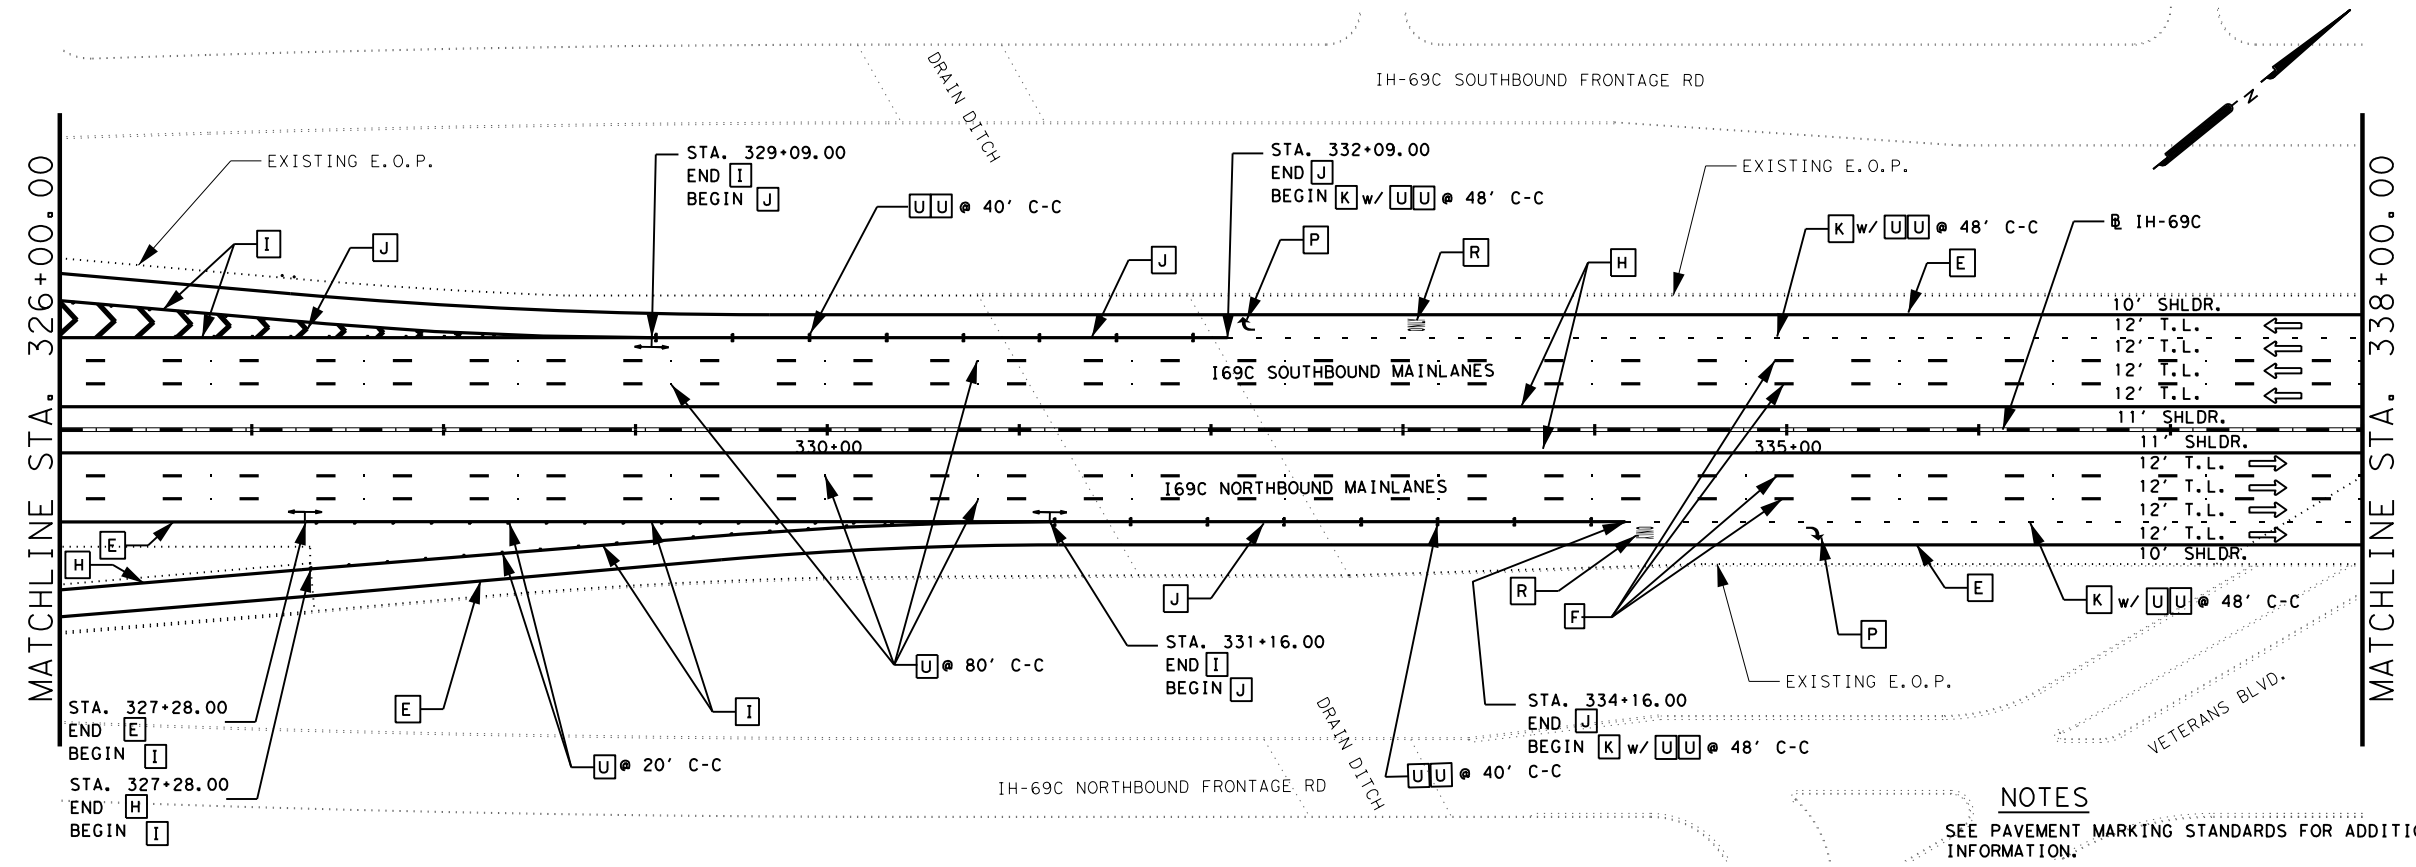 IH-69C SOUTHBOUND FRONTAGE RD
DRAIN DITCH
N
MATCHLINE STA. 326+00.00
EXISTING E.O.P.
I
J
STA. 329+09.00
END I
BEGIN J
UU @ 40' C-C
J
STA. 332+09.00
END J
BEGIN K w/ UU @ 48' C-C
P
R
H
EXISTING E.O.P.
K w/ UU @ 48' C-C
E
B IH-69C
MATCHLINE STA. 338+00.00
10' SHLDR.
12' T.L.
12' T.L.
12' T.L.
12' T.L.
11' SHLDR.
11' SHLDR.
12' T.L.
12' T.L.
12' T.L.
12' T.L.
10' SHLDR.
I69C SOUTHBOUND MAINLANES
330+00
335+00
I69C NORTHBOUND MAINLANES
E
H
J
R
F
P
E
K w/ UU @ 48' C-C
STA. 327+28.00
END E
BEGIN I
STA. 327+28.00
END H
BEGIN I
E
U @ 20' C-C
I
U @ 80' C-C
STA. 331+16.00
END I
BEGIN J
DRAIN DITCH
UU @ 40' C-C
STA. 334+16.00
END J
BEGIN K w/ UU @ 48' C-C
EXISTING E.O.P.
VETERANS BLVD.
IH-69C NORTHBOUND FRONTAGE RD
NOTES
SEE PAVEMENT MARKING STANDARDS FOR ADDITIO
INFORMATION.